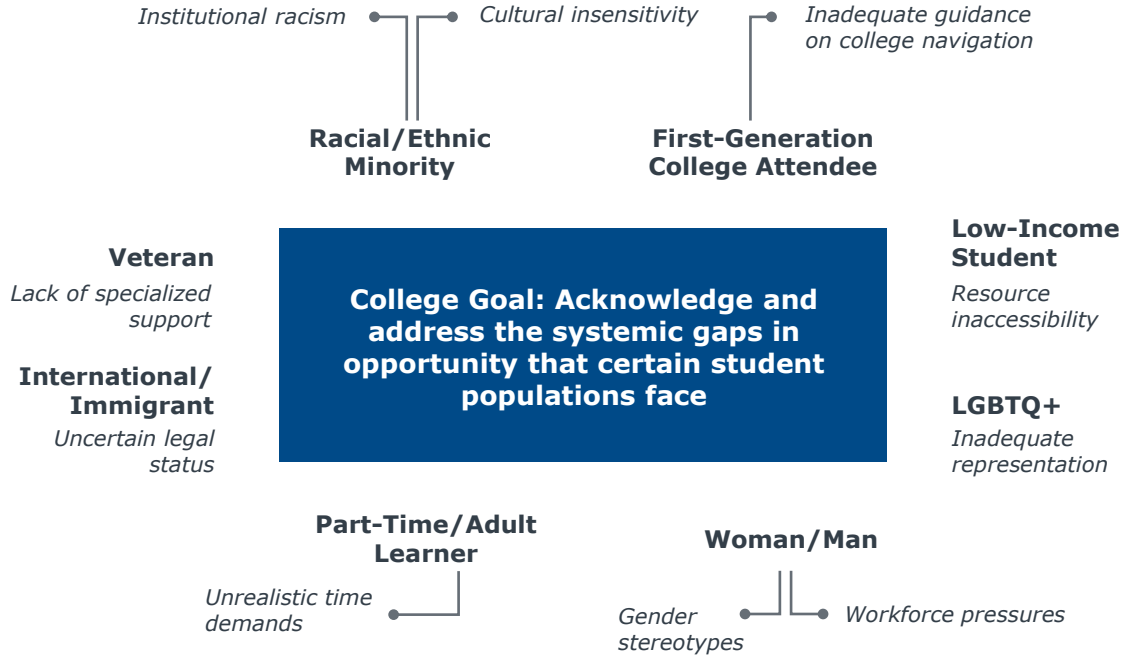 Institutional racism
Cultural insensitivity
Inadequate guidance
on college navigation
Racial/Ethnic
Minority
First-Generation
College Attendee
Veteran
Lack of specialized
support
International/
Immigrant
Uncertain legal
status
College Goal: Acknowledge and
address the systemic gaps in
opportunity that certain student
populations face
Low-Income
Student
Resource
inaccessibility
LGBTQ+
Inadequate
representation
Part-Time/Adult
Learner
Unrealistic time
demands
Woman/Man
Gender
stereotypes
Workforce pressures